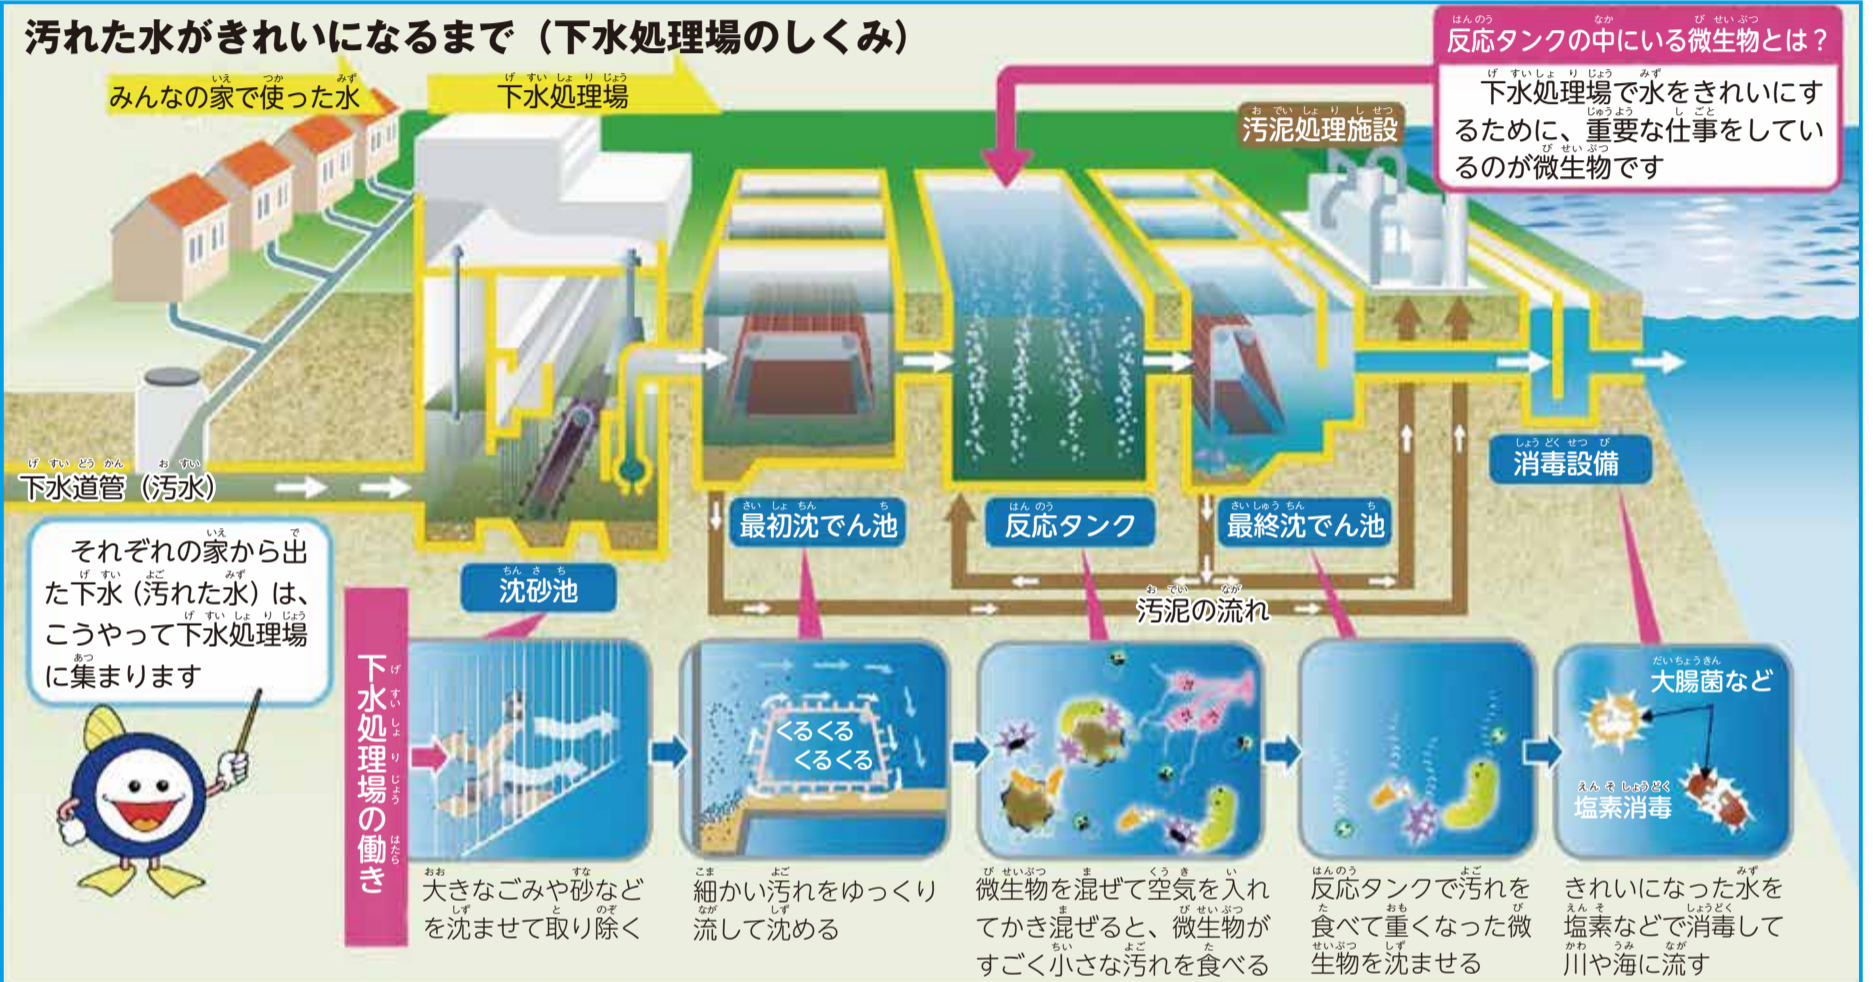 汚れた水がきれいになるまで（下水処理場のしくみ）
みんなの家で使った水
下水処理場
反応タンクの中にいる微生物とは？
下水処理場で水をきれいにす
るために、重要な仕事をしてい
るのが微生物です
汚泥処理施設
下水道管（汚水）
消毒設備
最初沈でん池
反応タンク
最終沈でん池
沈砂池
汚泥の流れ
それぞれの家から出
た下水（汚れた水）は、
こうやって下水処理場
に集まります
下水処理場の働き
くるくる
くるくる
大腸菌など
塩素消毒
大きなごみや砂など
を沈ませて取り除く
細かい汚れをゆっくり
流して沈める
微生物を混ぜて空気を入れ
てかき混ぜると、微生物が
すごく小さな汚れを食べる
反応タンクで汚れを
食べて重くなった微
生物を沈ませる
きれいになった水を
塩素などで消毒して
川や海に流す